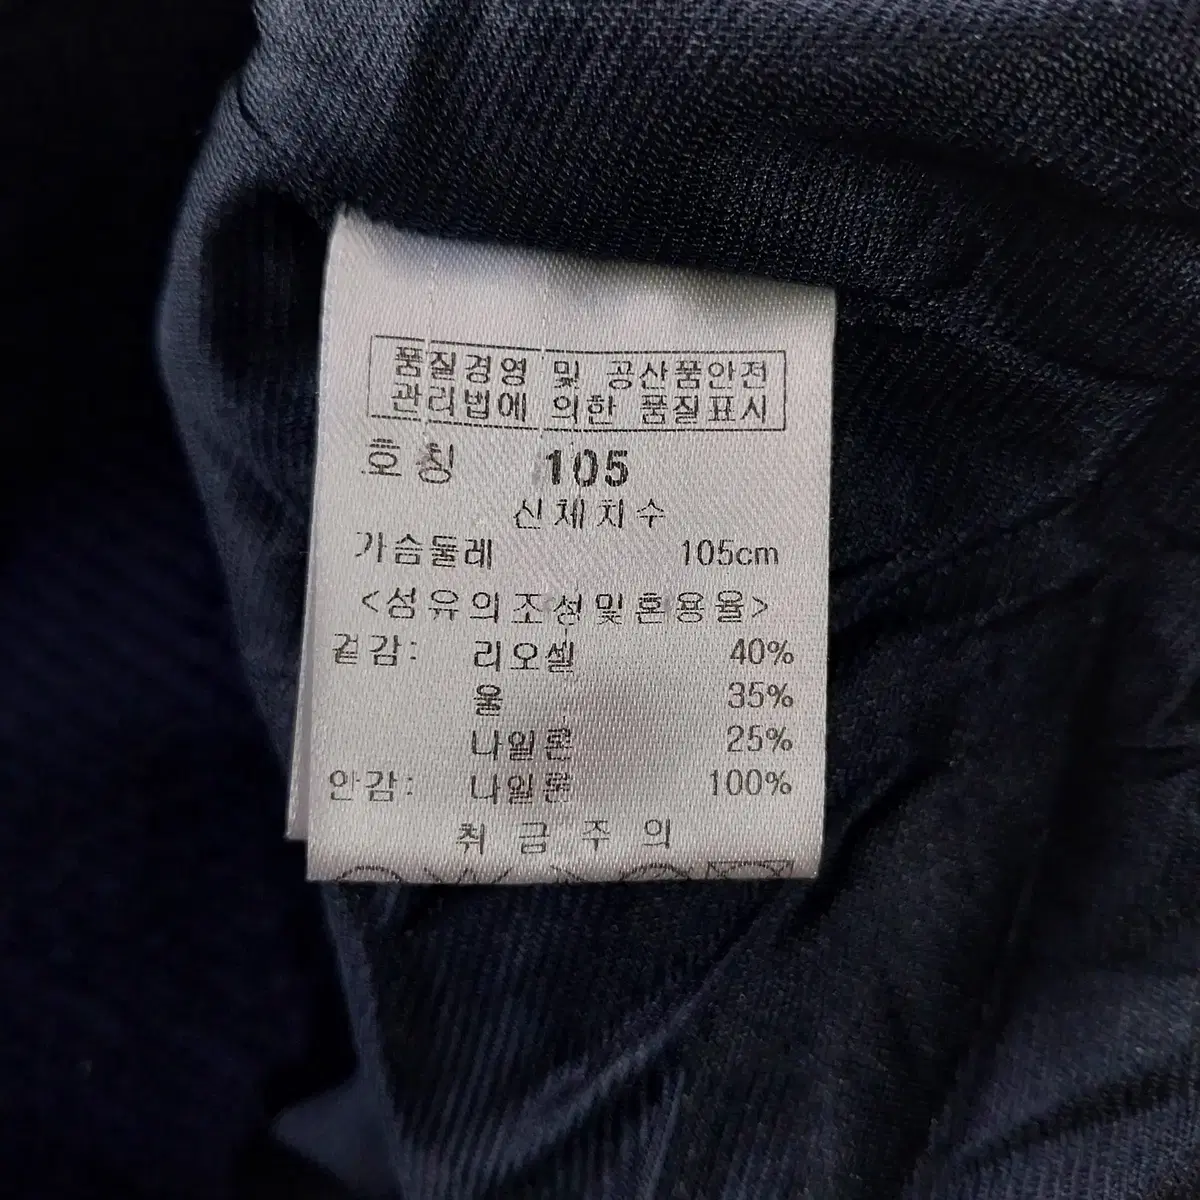 품질경영 및 공산품안전
관리법에 의한 품질표시
호칭 105
신체치수
가슴둘레 105cm
<섬유의조성및혼용율>
겉감: 리오셀 40%
울 35%
나일론 25%
안감: 나일론 100%
취급주의